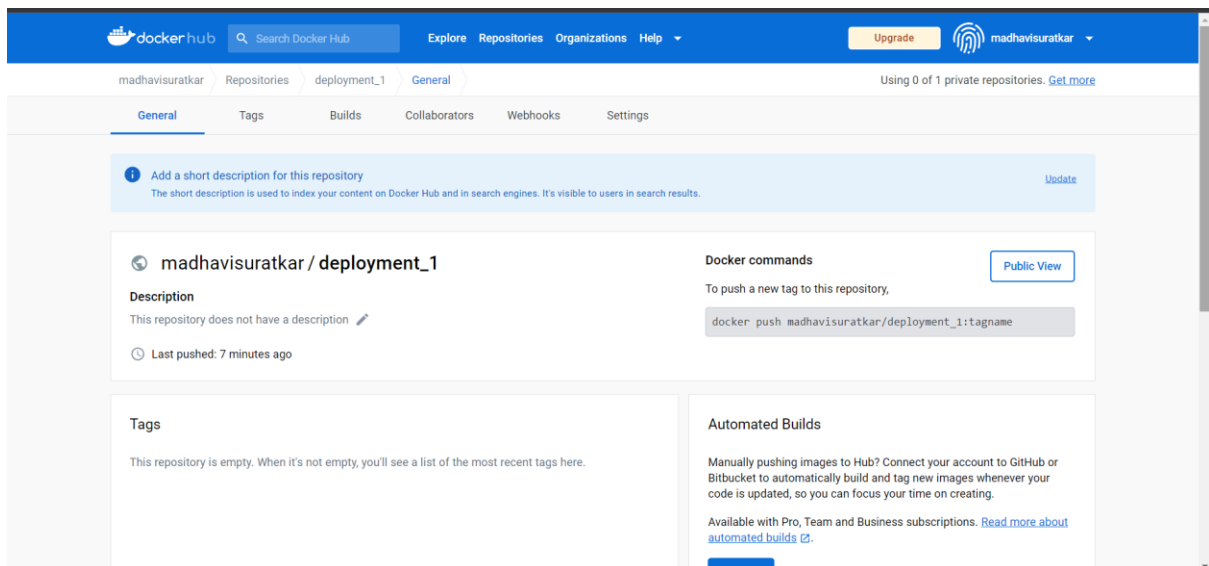 dockerhub Search Docker Hub Explore Repositories Organizations Help Upgrade madhavisuratkar
madhavisuratkar Repositories deployment_1 General Using 0 of 1 private repositories. Get more
General Tags Builds Collaborators Webhooks Settings
Add a short description for this repository
The short description is used to index your content on Docker Hub and in search engines. It's visible to users in search results.
Update
madhavisuratkar / deployment_1
Description
This repository does not have a description
Last pushed: 7 minutes ago
Docker commands
Public View
To push a new tag to this repository,
docker push madhavisuratkar/deployment_1:tagname
Tags
This repository is empty. When it's not empty, you'll see a list of the most recent tags here.
Automated Builds
Manually pushing images to Hub? Connect your account to GitHub or
Bitbucket to automatically build and tag new images whenever your
code is updated, so you can focus your time on creating.
Available with Pro, Team and Business subscriptions. Read more about
automated builds.